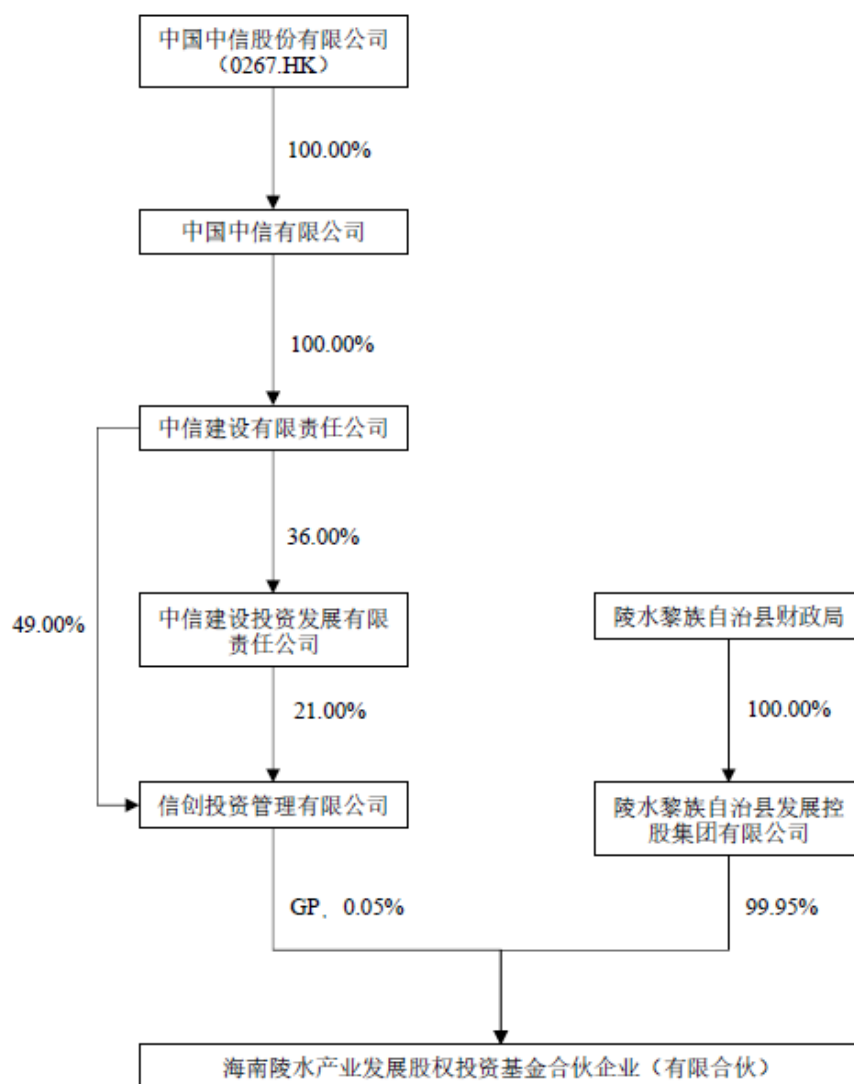 中国中信股份有限公司
（0267.HK）
100.00%
中国中信有限公司
100.00%
中信建设有限责任公司
36.00%
49.00%
中信建设投资发展有限
责任公司
陵水黎族自治县财政局
21.00%
100.00%
信创投资管理有限公司
陵水黎族自治县发展控
股集团有限公司
GP、0.05%
99.95%
海南陵水产业发展股权投资基金合伙企业（有限合伙）